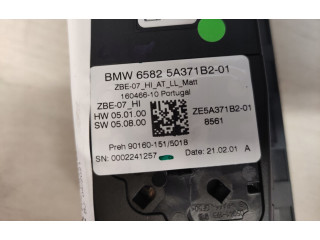 BMW 6582 5A371B2-01
ZBE-07_HI_AT_LL_Matt
160466-10 Portugal
ZBE-07_HI
HW 05.01.00
SW 05.08.00
ZE5A371B2-01
8561
Preh 90160-151/5018
SN: 0002241257
Date: 21.02.01 A